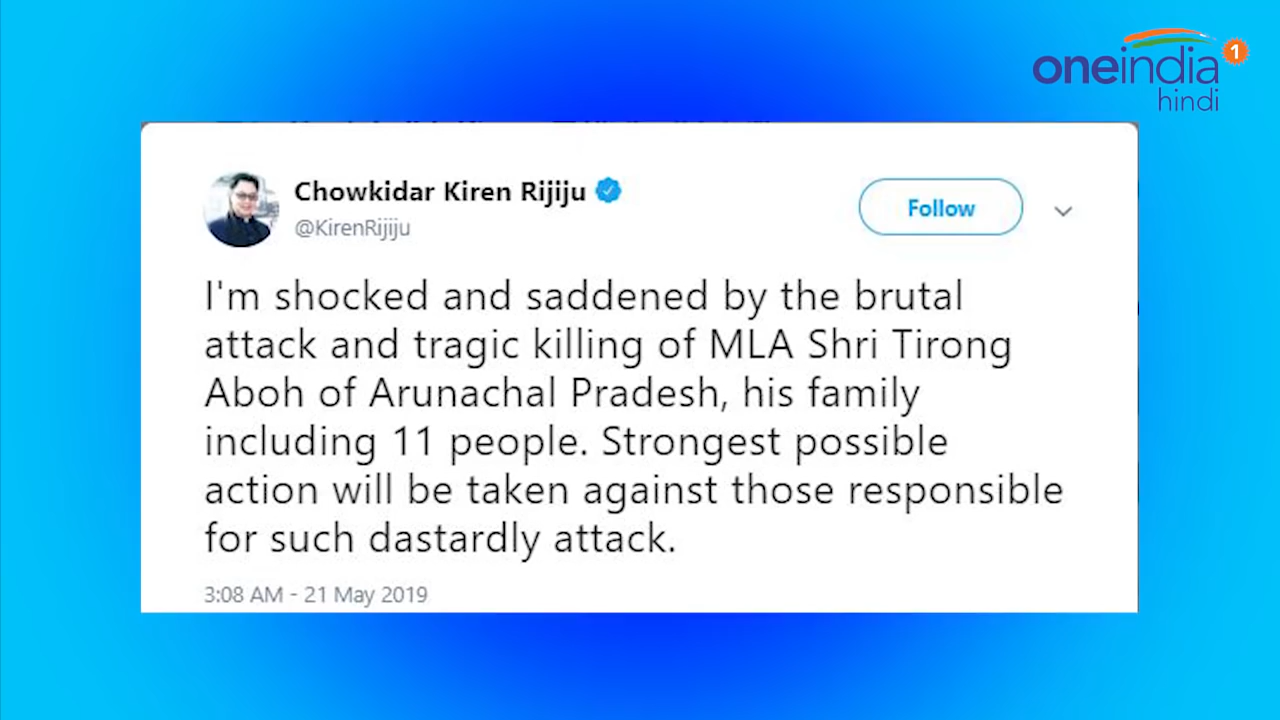 oneindia 1
hindi
Chowkidar Kiren Rijiju
@KirenRijiju
Follow
I'm shocked and saddened by the brutal
attack and tragic killing of MLA Shri Tirong
Aboh of Arunachal Pradesh, his family
including 11 people. Strongest possible
action will be taken against those responsible
for such dastardly attack.
3:08 AM - 21 May 2019